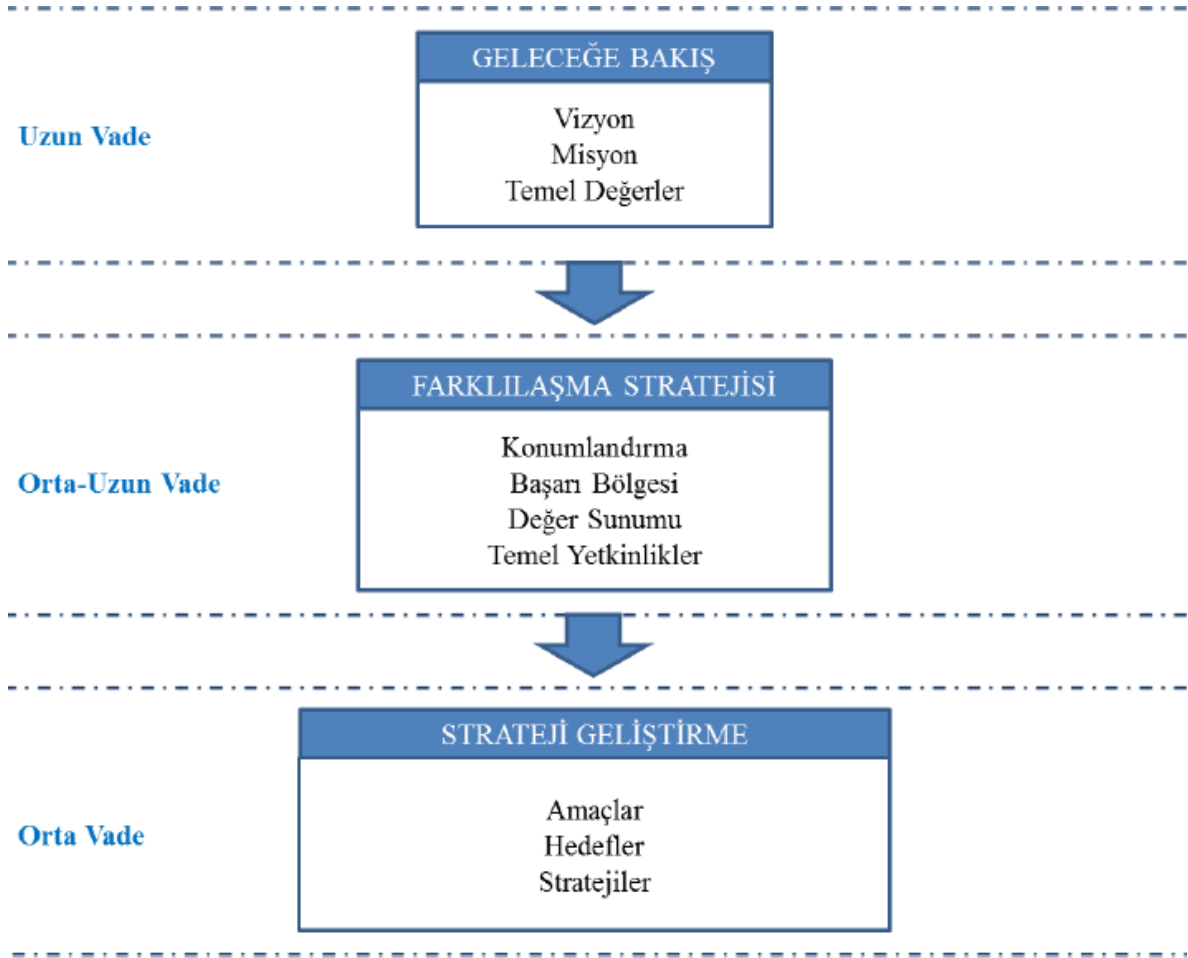 GELECEĞE BAKIŞ
Uzun Vade
Vizyon
Misyon
Temel Değerler
FARKLILAŞMA STRATEJİSİ
Orta-Uzun Vade
Konumlandırma
Başarı Bölgesi
Değer Sunumu
Temel Yetkinlikler
STRATEJİ GELİŞTİRME
Orta Vade
Amaçlar
Hedefler
Stratejiler